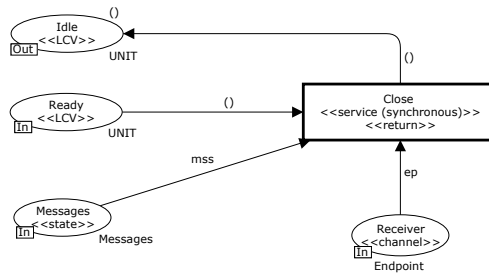 ()
Idle
<<LCV>>
Out
UNIT
()
Close
<<service (synchronous)>>
<<return>>
Ready
<<LCV>>
In
UNIT
()
mss
ep
Messages
<<state>>
In
Messages
Receiver
<<channel>>
In
Endpoint